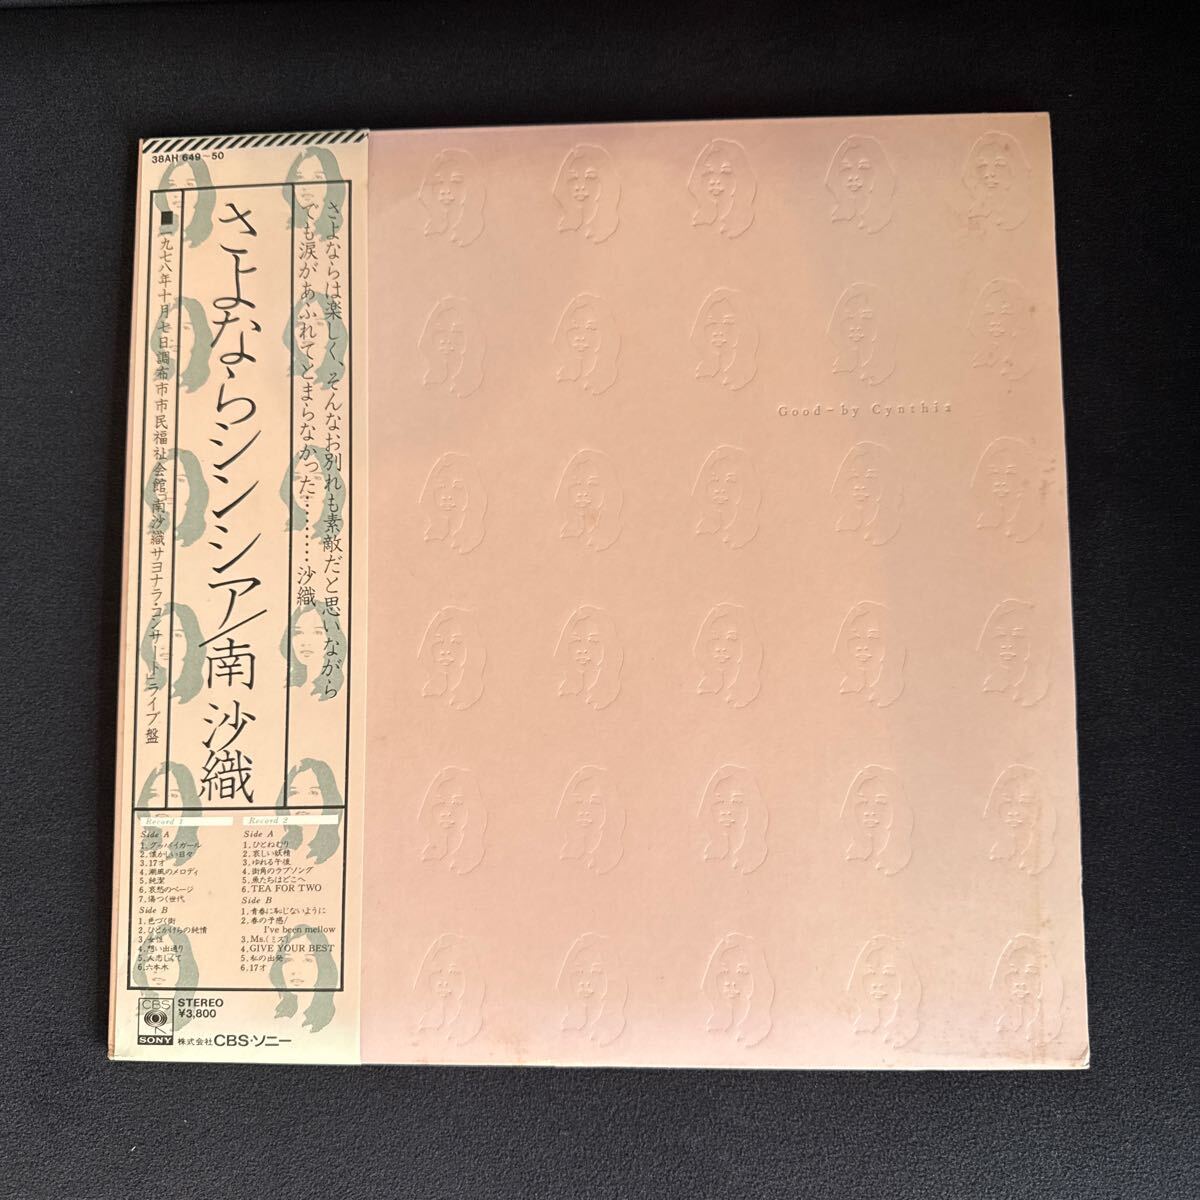 38AH 649~50
さよならは楽しく、そんなお別れも素敵だと思いながら
でも涙があふれてとまらなかった…………沙織
さよならシンシア/南 沙織
■一九七八年十月七日調布市市民福祉会館「南沙織サヨナラ・コンサート」ライブ盤
Good-by Cynthia
Record 1
Side A
1.グッバイガール
2.懐かしい日々
3.17才
4.潮風のメロディ
5.純潔
6.哀愁のページ
7.傷つく世代
Side B
1.色づく街
2.ひとかけらの純情
3.女性
4.想い出通り
5.人恋しくて
6.六本木
Record 2
Side A
1.ひとねむり
2.哀しい妖精
3.ゆれる午後
4.街角のラブソング
5.魚たちはどこへ
6.TEA FOR TWO
Side B
1.青春に恥じないように
2.春の予感/
I've been mellow
3.Ms.(ミズ)
4.GIVE YOUR BEST
5.私の出発
6.17才
CBS
SONY
STEREO
¥3,800
株式会社 CBS・ソニー